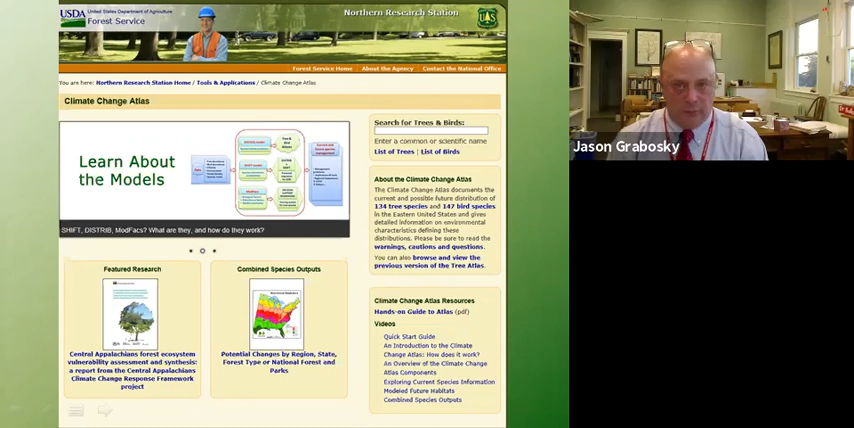 USDA United States Department of Agriculture
Forest Service
Northern Research Station
UAS
Forest Service Home | About the Agency | Contact the National Office
You are here: Northern Research Station Home / Tools & Applications / Climate Change Atlas
Climate Change Atlas
Learn About
the Models
SHIFT, DISTRIB, ModFacs? What are they, and how do they work?
Featured Research
Central Appalachians forest ecosystem
vulnerability assessment and synthesis:
a report from the Central Appalachians
Climate Change Response Framework
project
Combined Species Outputs
Potential Changes by Region, State,
Forest Type or National Forest and
Parks
Search for Trees & Birds:
Enter a common or scientific name
List of Trees | List of Birds
About the Climate Change Atlas
The Climate Change Atlas documents the
current and possible future distribution of
134 tree species and 147 bird species
in the Eastern United States and gives
detailed information on environmental
characteristics defining these
distributions. Please be sure to read the
warnings, cautions and questions.
You can also browse and view the
previous version of the Tree Atlas.
Climate Change Atlas Resources
Hands-on Guide to Atlas (pdf)
Videos
Quick Start Guide
An Introduction to the Climate
Change Atlas: How does it work?
An Overview of the Climate Change
Atlas Components
Exploring Current Species Information
Modeled Future Habitats
Combined Species Outputs
Jason Grabosky